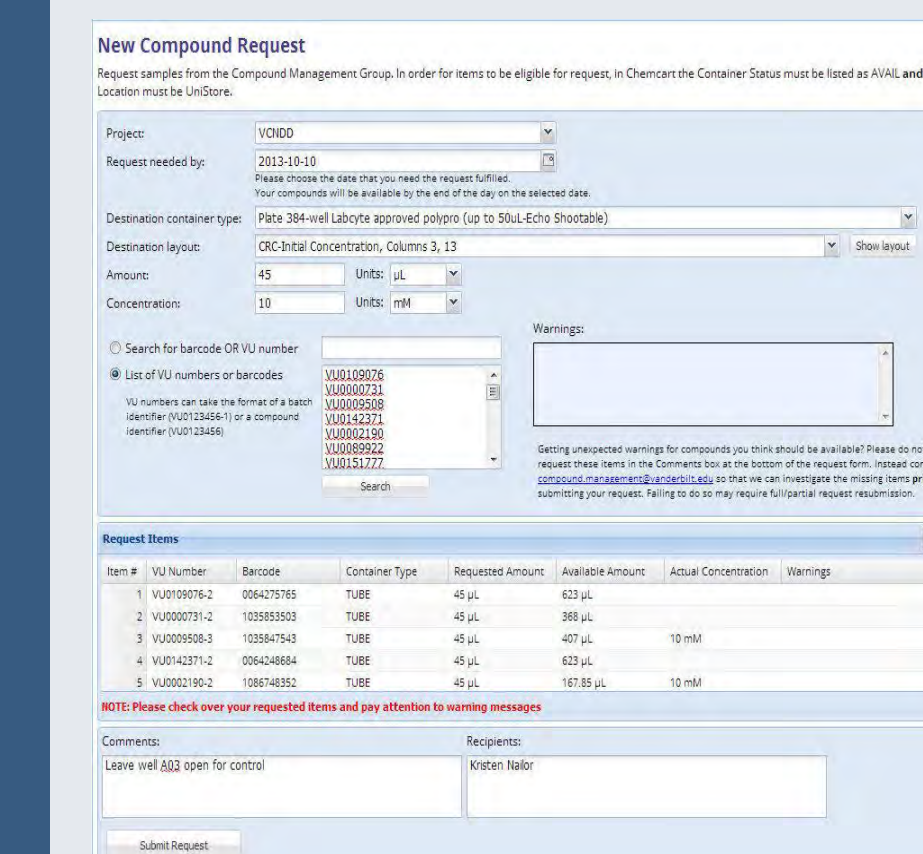 New Compound Request
Request samples from the Compound Management Group. In order for items to be eligible for request, in Chemcart the Container Status must be listed as AVAIL and
Location must be UniStore.
Project: VCNDD
Request needed by: 2013-10-10
Please choose the date that you need the request fulfilled.
Your compounds will be available by the end of the day on the selected date.
Destination container type: Plate 384-well Labcyte approved polypro (up to 50uL-Echo Shootable)
Destination layout: CRC-Initial Concentration, Columns 3, 13 Show layout
Amount: 45 Units: µL
Concentration: 10 Units: mM
Warnings:
Search for barcode OR VU number
List of VU numbers or barcodes
VU numbers can take the format of a batch
identifier (VU0123456-1) or a compound
identifier (VU0123456)
VU0109076
VU0000731
VU0009508
VU0142371
VU0002190
VU0089922
VU0151777
Search
Getting unexpected warnings for compounds you think should be available? Please do no
request these items in the Comments box at the bottom of the request form. Instead con
compound.management@vanderbilt.edu so that we can investigate the missing items pr
submitting your request. Failing to do so may require full/partial request resubmission.
Request Items
Item # VU Number Barcode Container Type Requested Amount Available Amount Actual Concentration Warnings
1 VU0109076-2 0064275765 TUBE 45 µL 623 µL
2 VU0000731-2 1035853503 TUBE 45 µL 368 µL
3 VU0009508-3 1035847543 TUBE 45 µL 407 µL 10 mM
4 VU0142371-2 0064248684 TUBE 45 µL 623 µL
5 VU0002190-2 1086748352 TUBE 45 µL 167.85 µL 10 mM
NOTE: Please check over your requested items and pay attention to warning messages
Comments: Recipients:
Leave well A03 open for control Kristen Nailor
Submit Request